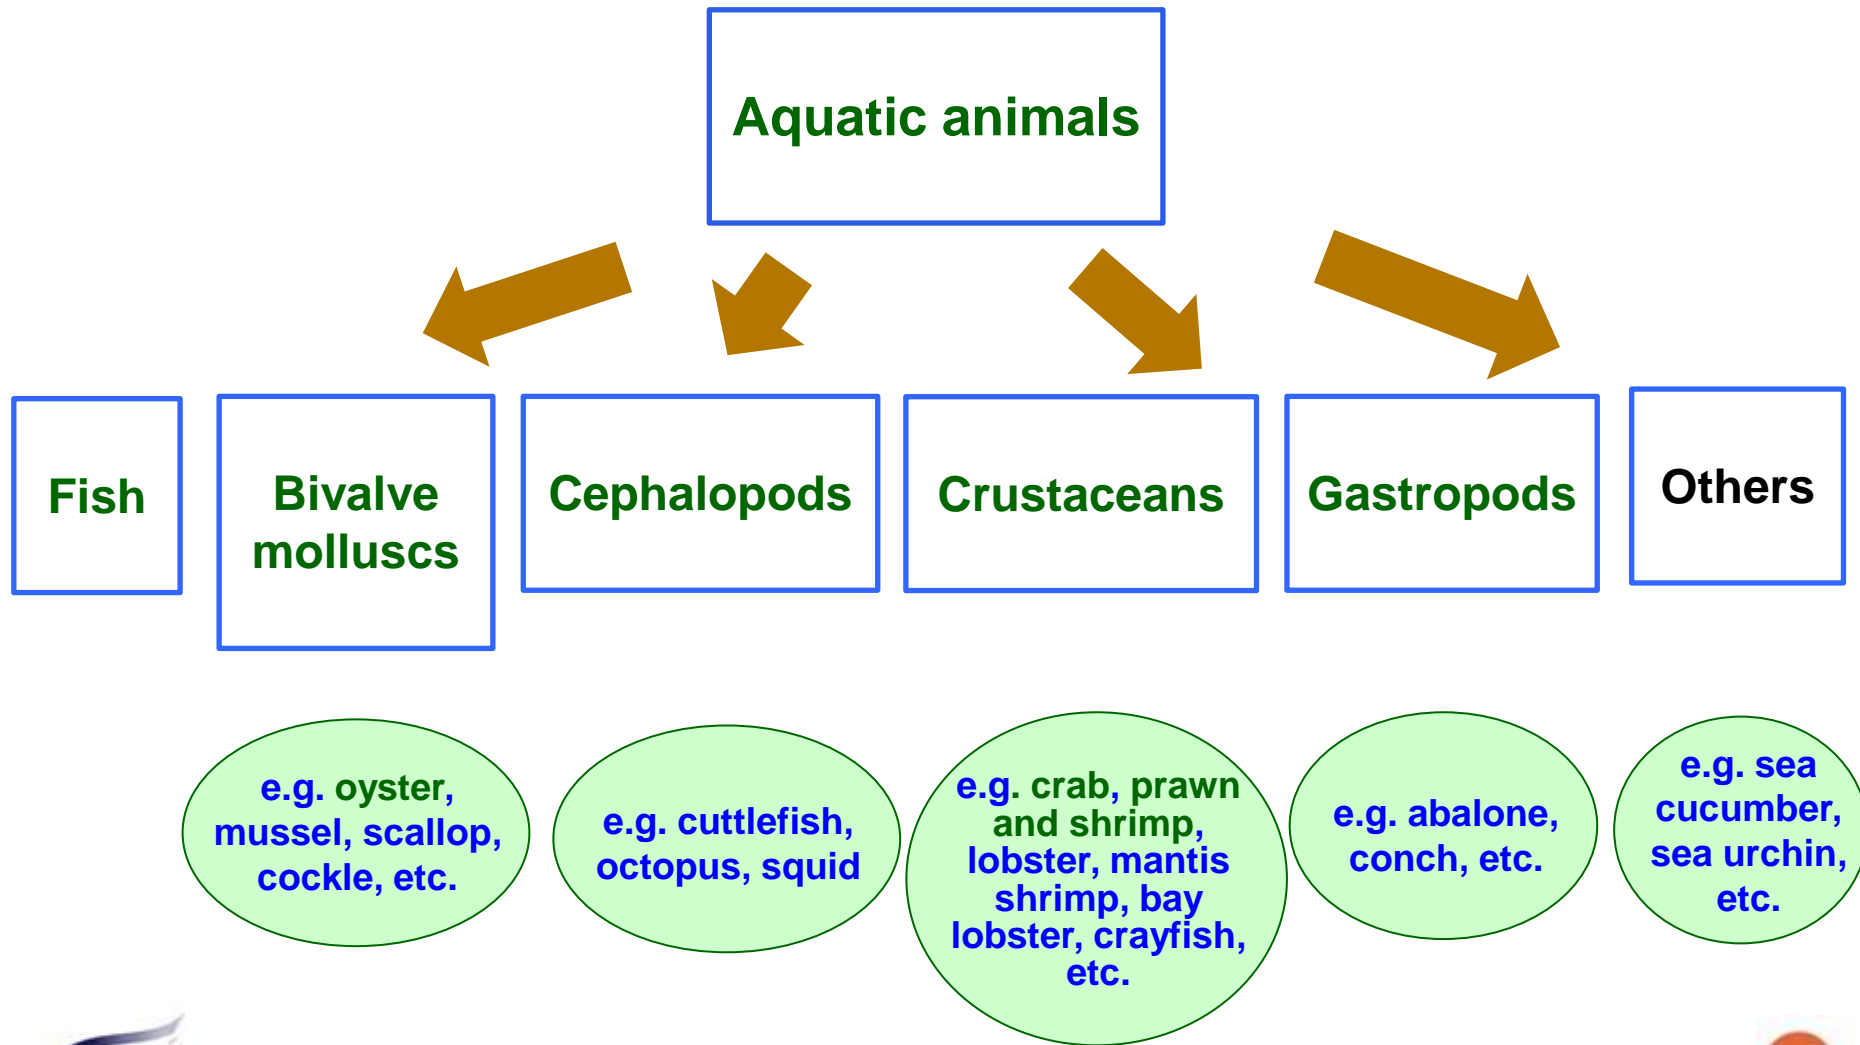 Aquatic animals
Fish
Bivalve
molluscs
Cephalopods
Crustaceans
Gastropods
Others
e.g. oyster,
mussel, scallop,
cockle, etc.
e.g. cuttlefish,
octopus, squid
e.g. crab, prawn
and shrimp,
lobster, mantis
shrimp, bay
lobster, crayfish,
etc.
e.g. abalone,
conch, etc.
e.g. sea
cucumber,
sea urchin,
etc.